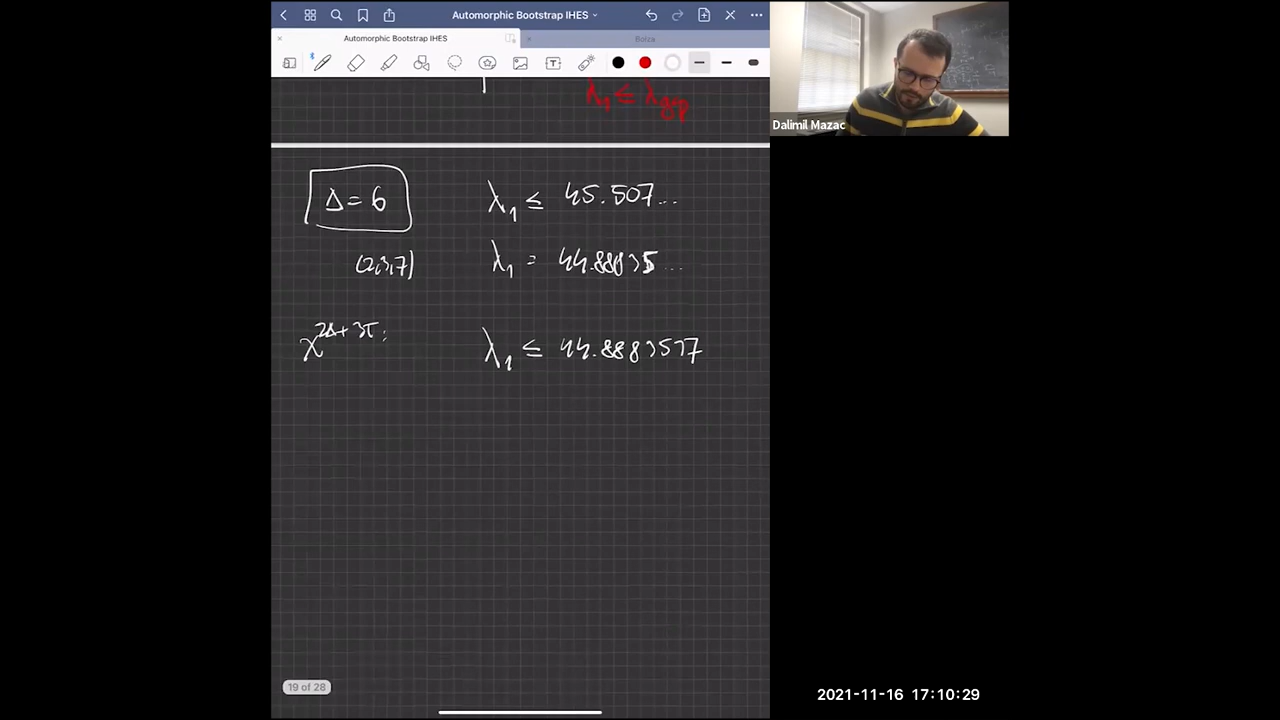 Automorphic Bootstrap IHES
Automorphic Bootstrap IHES
Bolza
λ₁ ≤ λgap
Δ = 6
λ₁ ≤ 45.507...
(2,3,7)
λ₁ = 44.88835...
λ₁ ≤ 44.8883537
19 of 28
Dalimil Mazac
2021-11-16 17:10:29